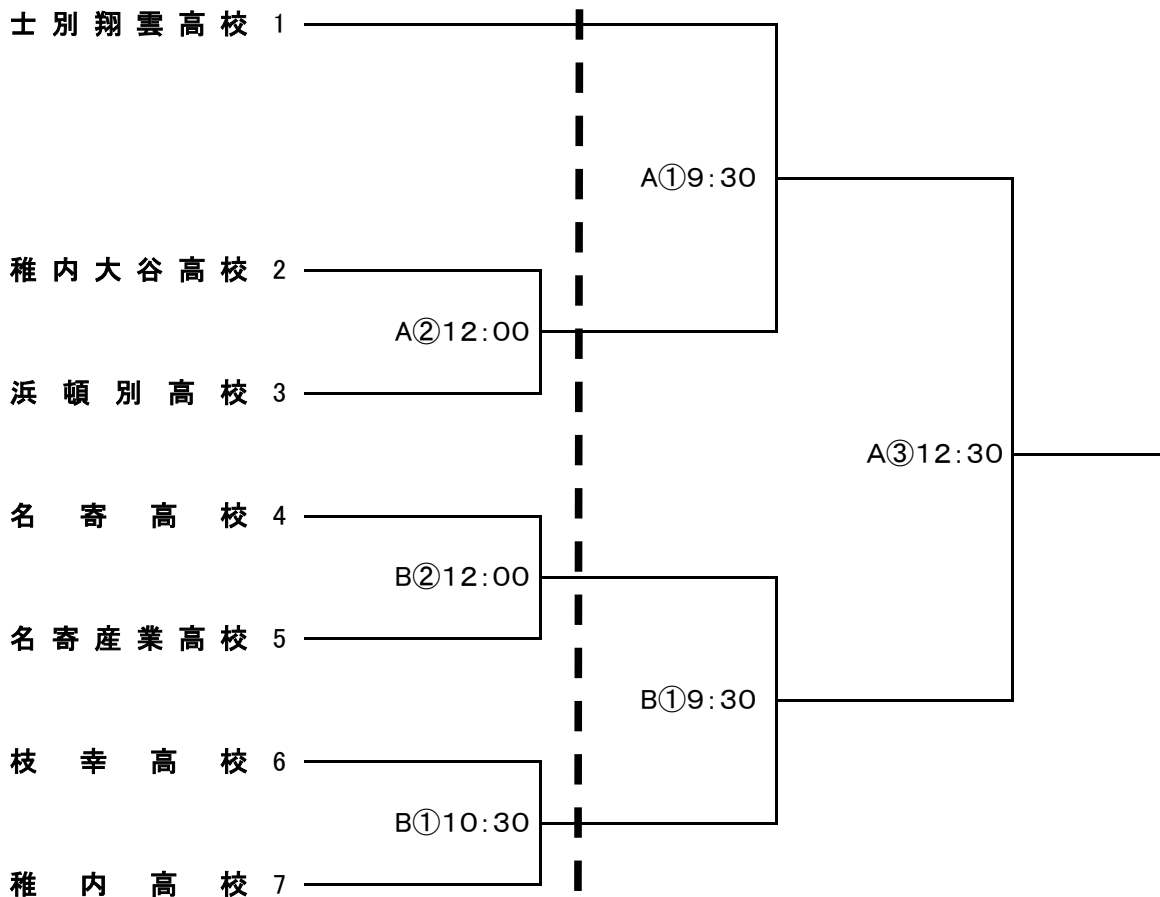 士別翔雲高校 1
A①9:30
稚内大谷高校 2
A②12:00
浜頓別高校 3
A③12:30
名寄高校 4
B②12:00
名寄産業高校 5
B①9:30
枝幸高校 6
B①10:30
稚内高校 7